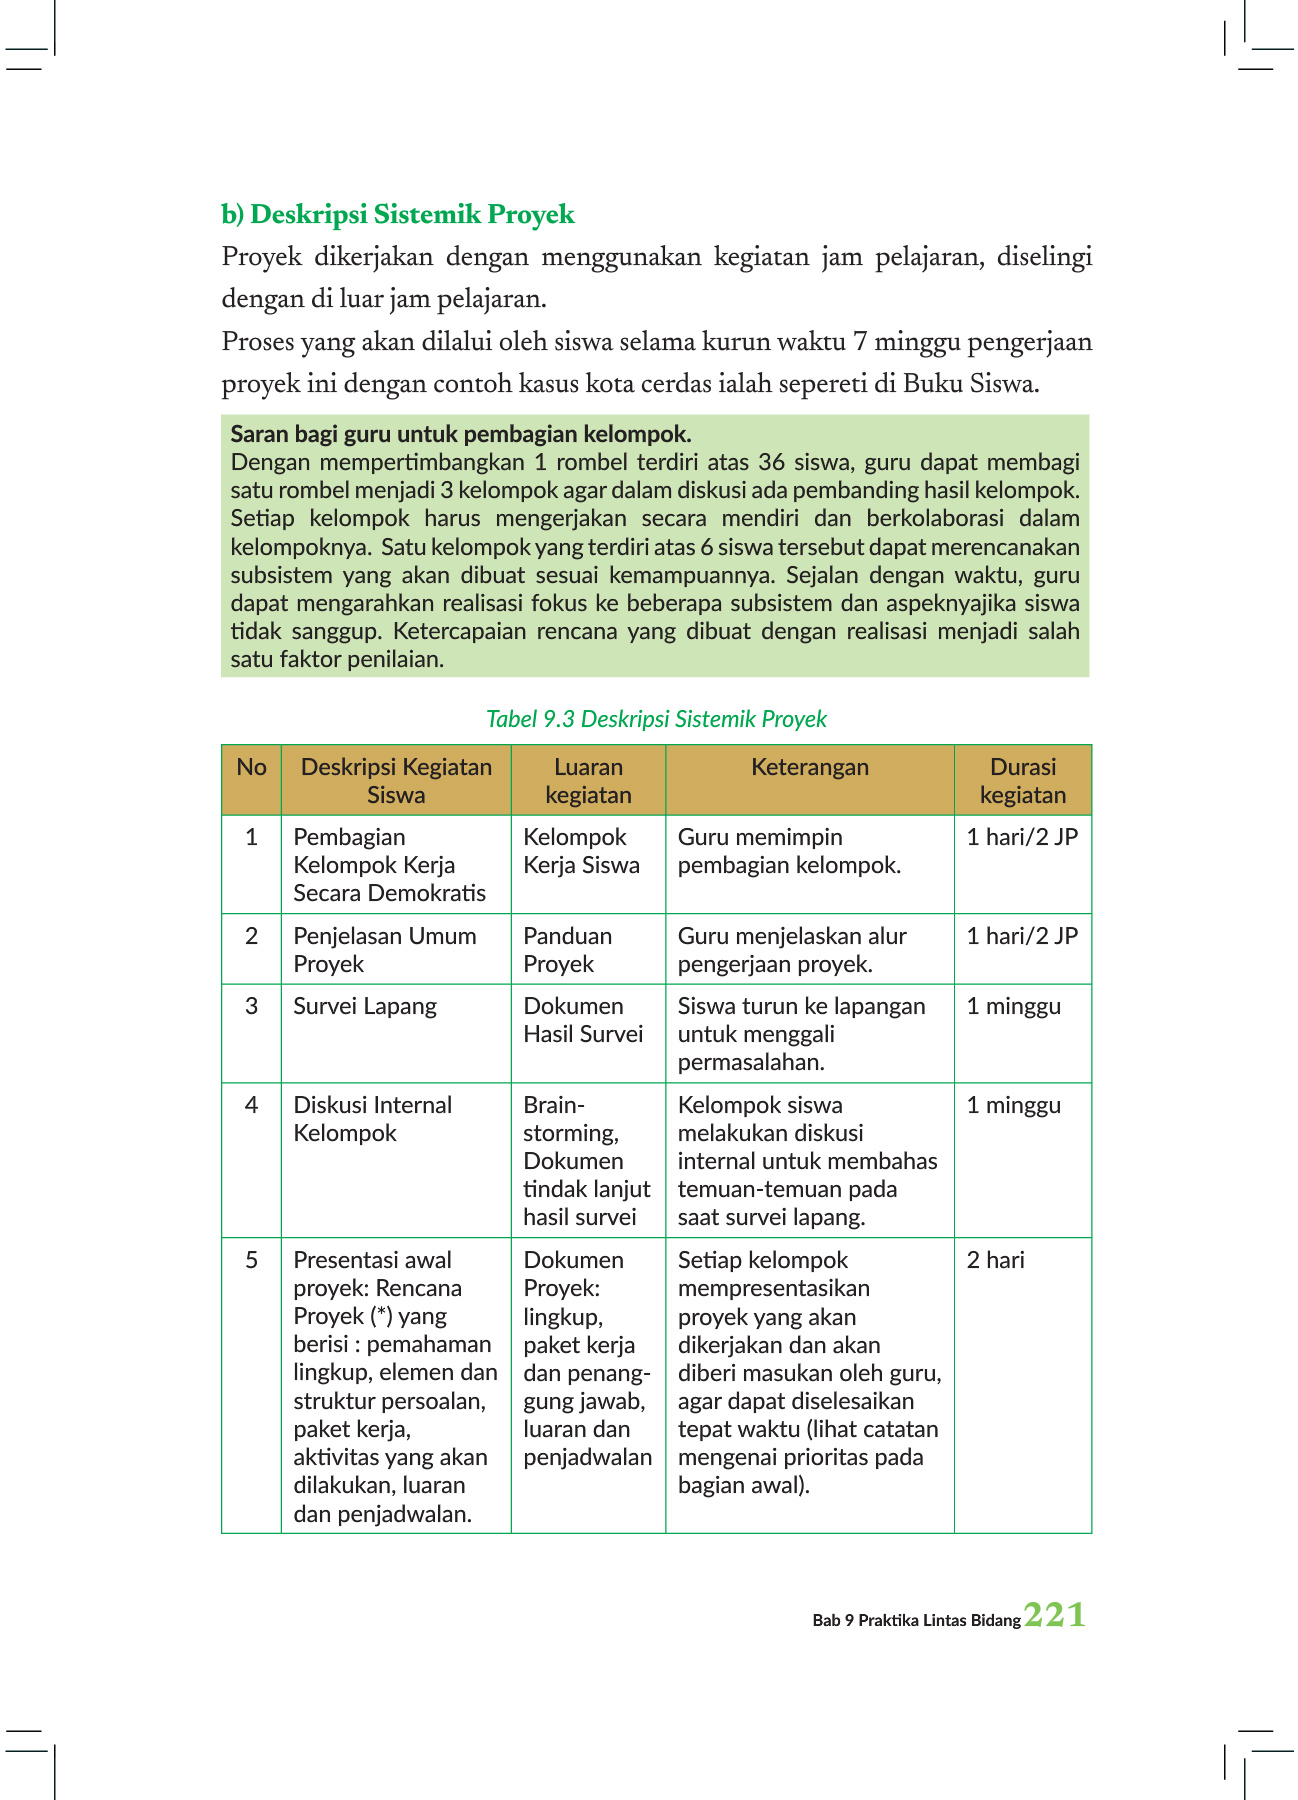 b) Deskripsi Sistemik Proyek
Proyek dikerjakan dengan menggunakan kegiatan jam pelajaran, diselingi
dengan di luar jam pelajaran.
Proses yang akan dilalui oleh siswa selama kurun waktu 7 minggu pengerjaan
proyek ini dengan contoh kasus kota cerdas ialah sepereti di Buku Siswa.
Saran bagi guru untuk pembagian kelompok.
Dengan mempertimbangkan 1 rombel terdiri atas 36 siswa, guru dapat membagi
satu rombel menjadi 3 kelompok agar dalam diskusi ada pembanding hasil kelompok.
Setiap kelompok harus mengerjakan secara mendiri dan berkolaborasi dalam
kelompoknya. Satu kelompok yang terdiri atas 6 siswa tersebut dapat merencanakan
subsistem yang akan dibuat sesuai kemampuannya. Sejalan dengan waktu, guru
dapat mengarahkan realisasi fokus ke beberapa subsistem dan aspeknyajika siswa
tidak sanggup. Ketercapaian rencana yang dibuat dengan realisasi menjadi salah
satu faktor penilaian.
Tabel 9.3 Deskripsi Sistemik Proyek
No
Deskripsi Kegiatan
Siswa
Luaran
kegiatan
Keterangan
Durasi
kegiatan
1
Pembagian
Kelompok Kerja
Secara Demokratis
Kelompok
Kerja Siswa
Guru memimpin
pembagian kelompok.
1 hari/2 JP
2
Penjelasan Umum
Proyek
Panduan
Proyek
Guru menjelaskan alur
pengerjaan proyek.
1 hari/2 JP
3
Survei Lapang
Dokumen
Hasil Survei
Siswa turun ke lapangan
untuk menggali
permasalahan.
1 minggu
4
Diskusi Internal
Kelompok
Brain-
storming,
Dokumen
tindak lanjut
hasil survei
Kelompok siswa
melakukan diskusi
internal untuk membahas
temuan-temuan pada
saat survei lapang.
1 minggu
5
Presentasi awal
proyek: Rencana
Proyek (*) yang
berisi : pemahaman
lingkup, elemen dan
struktur persoalan,
paket kerja,
aktivitas yang akan
dilakukan, luaran
dan penjadwalan.
Dokumen
Proyek:
lingkup,
paket kerja
dan penang-
gung jawab,
luaran dan
penjadwalan
Setiap kelompok
mempresentasikan
proyek yang akan
dikerjakan dan akan
diberi masukan oleh guru,
agar dapat diselesaikan
tepat waktu (lihat catatan
mengenai prioritas pada
bagian awal).
2 hari
Bab 9 Praktika Lintas Bidang 221